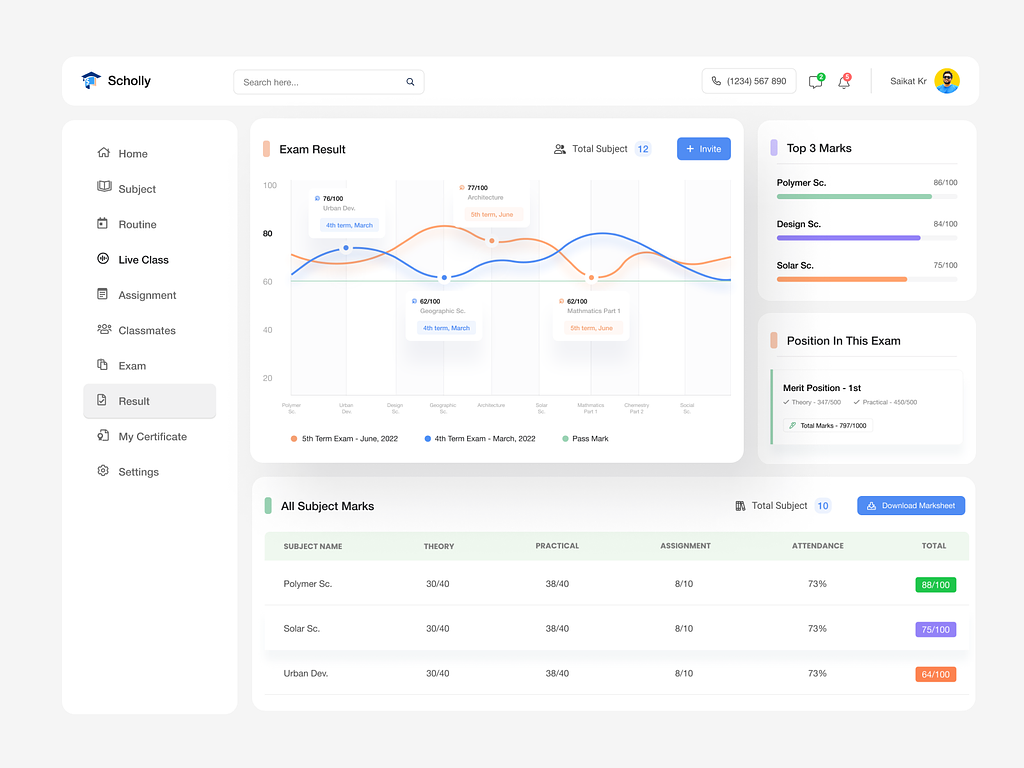 Scholly
Search here...
(1234) 567 890
2
5
Saikat Kr
Home
Subject
Routine
Live Class
Assignment
Classmates
Exam
Result
My Certificate
Settings
Exam Result
Total Subject 12
+ Invite
100
80
60
40
20
76/100
Urban Dev.
4th term, March
77/100
Architecture
5th term, June
62/100
Geographic Sc.
4th term, March
62/100
Mathmatics Part 1
5th term, June
Polymer Sc.
Urban Dev.
Design Sc.
Geographic Sc.
Architecture
Solar Sc.
Mathmatics Part 1
Chemistry Part 2
Social Sc.
5th Term Exam - June, 2022
4th Term Exam - March, 2022
Pass Mark
Top 3 Marks
Polymer Sc. 86/100
Design Sc. 84/100
Solar Sc. 75/100
Position In This Exam
Merit Position - 1st
Theory - 347/500 Practical - 450/500
Total Marks - 797/1000
All Subject Marks
Total Subject 10
Download Marksheet
SUBJECT NAME THEORY PRACTICAL ASSIGNMENT ATTENDANCE TOTAL
Polymer Sc. 30/40 38/40 8/10 73% 88/100
Solar Sc. 30/40 38/40 8/10 73% 75/100
Urban Dev. 30/40 38/40 8/10 73% 64/100